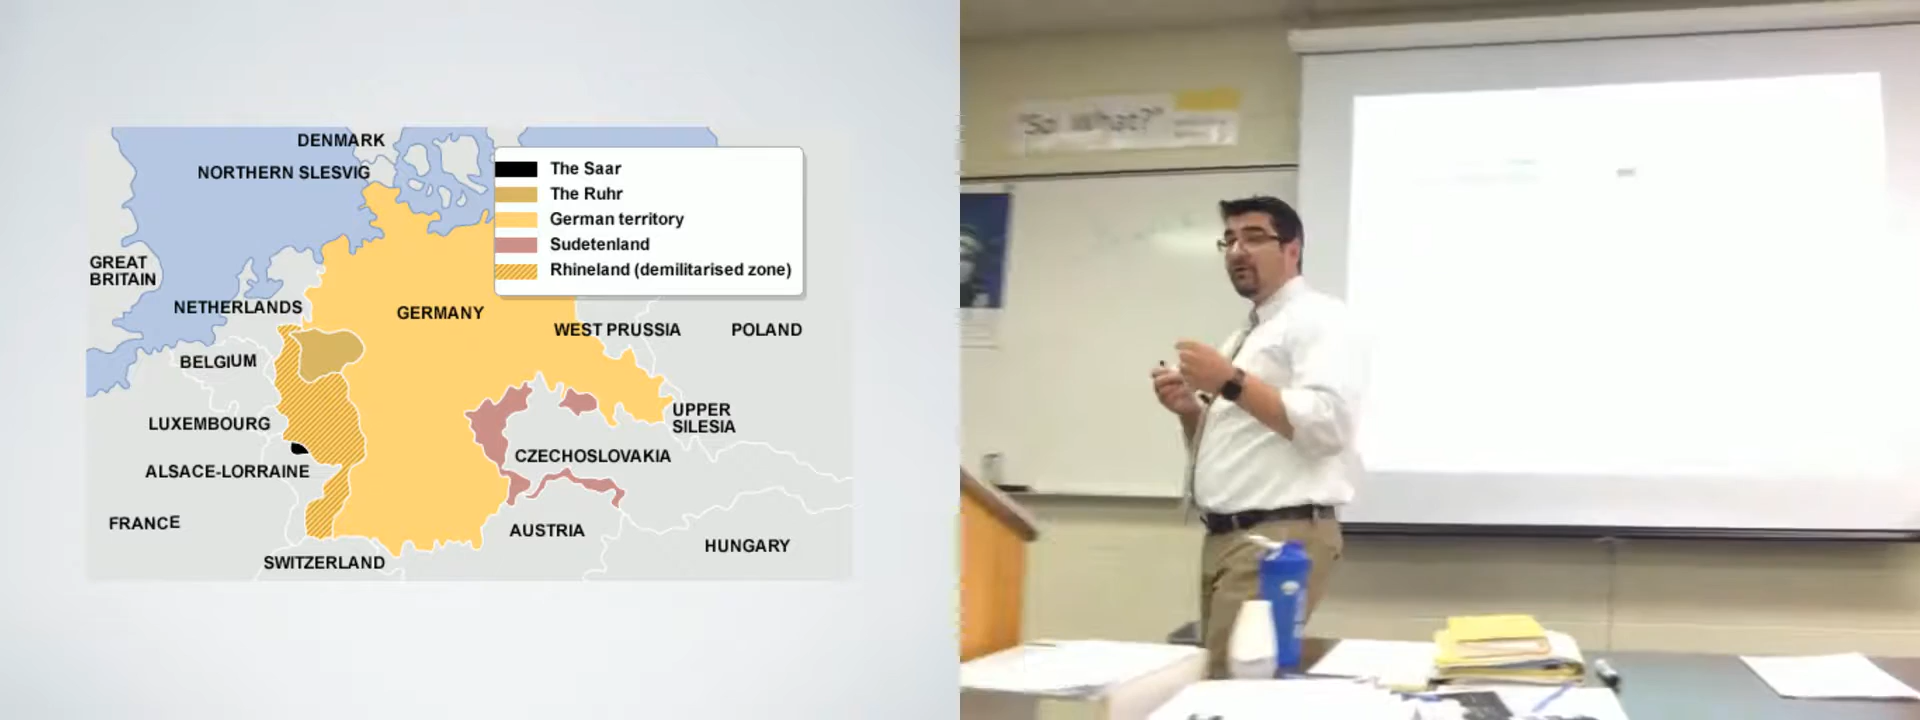 DENMARK
NORTHERN SLESVIG
The Saar
The Ruhr
German territory
Sudetenland
Rhineland (demilitarised zone)
GREAT
BRITAIN
NETHERLANDS
GERMANY
WEST PRUSSIA
POLAND
BELGIUM
LUXEMBOURG
UPPER
SILESIA
CZECHOSLOVAKIA
ALSACE-LORRAINE
FRANCE
AUSTRIA
HUNGARY
SWITZERLAND
"So what?"